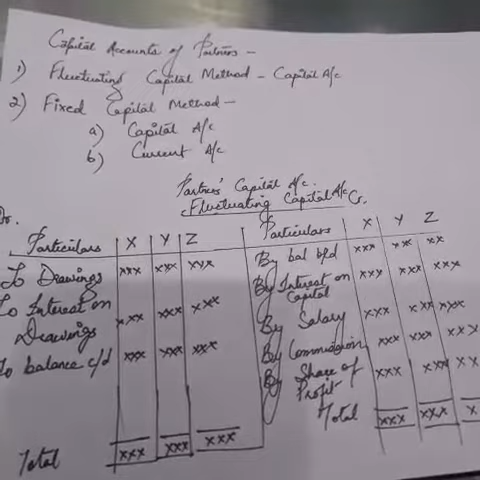 Capital Accounts of Partners -
1) Fluctuating Capital Method - Capital A/c
2) Fixed Capital Method -
a) Capital A/c
b) Current A/c
Partners' Capital A/c.
Fluctuating Capital A/c
Dr. Cr.
Particulars X Y Z Particulars X Y Z
To Drawings xxx xxx xxx By bal b/d xxx xxx xx
To Interest on By Interest on xxx xxx xxx
Drawings xxx xxx xxx Capital
By Salary xxx xxx xxx
To balance c/d xxx xxx xxx By Commission xxx xxx xxx
By Share of xxx xxx xx
Profit
Total xxx xxx xxx Total xxx xxx x